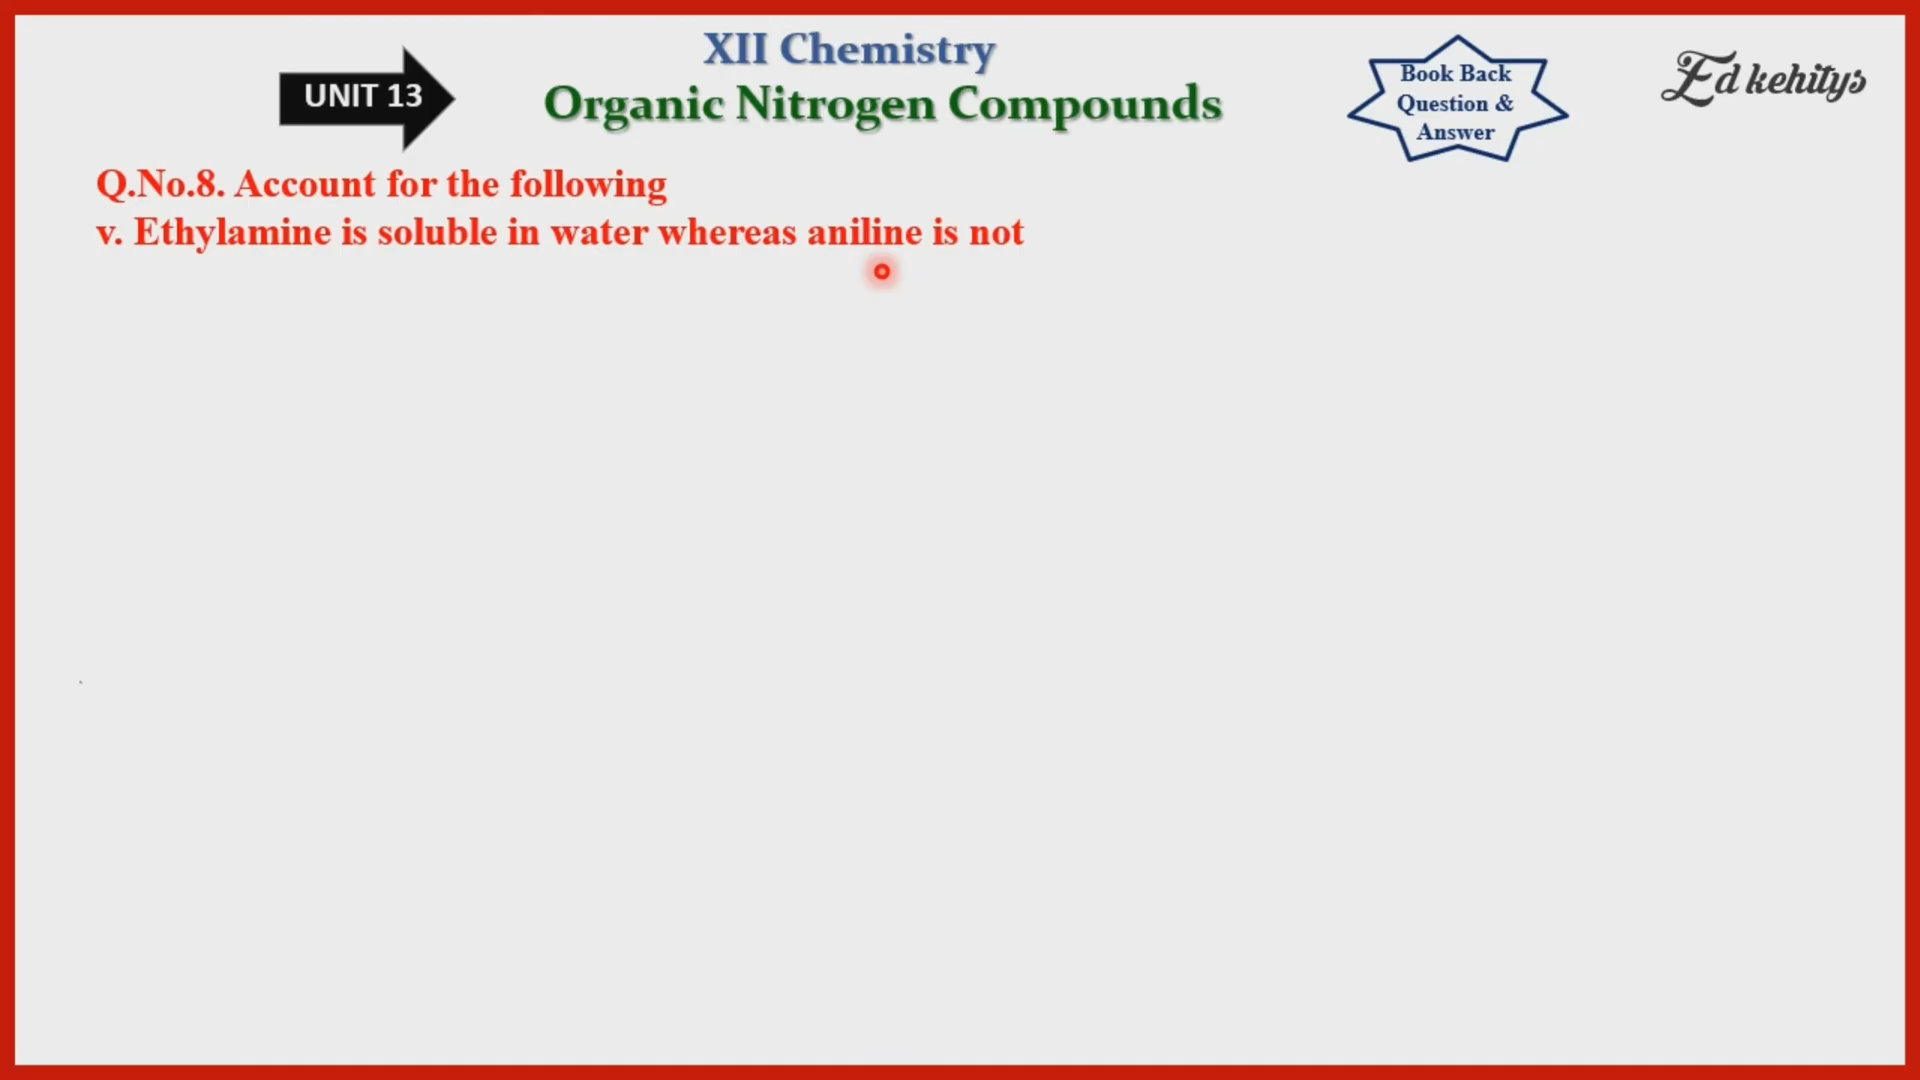 XII Chemistry
UNIT 13
Organic Nitrogen Compounds
Book Back
Question &
Answer
Ed kehitys
Q.No.8. Account for the following
v. Ethylamine is soluble in water whereas aniline is not